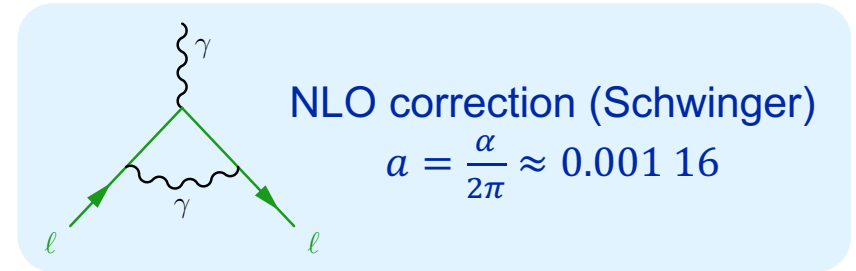 γ
NLO correction (Schwinger)
a = α/2π ≈ 0.001 16
γ
ℓ ℓ